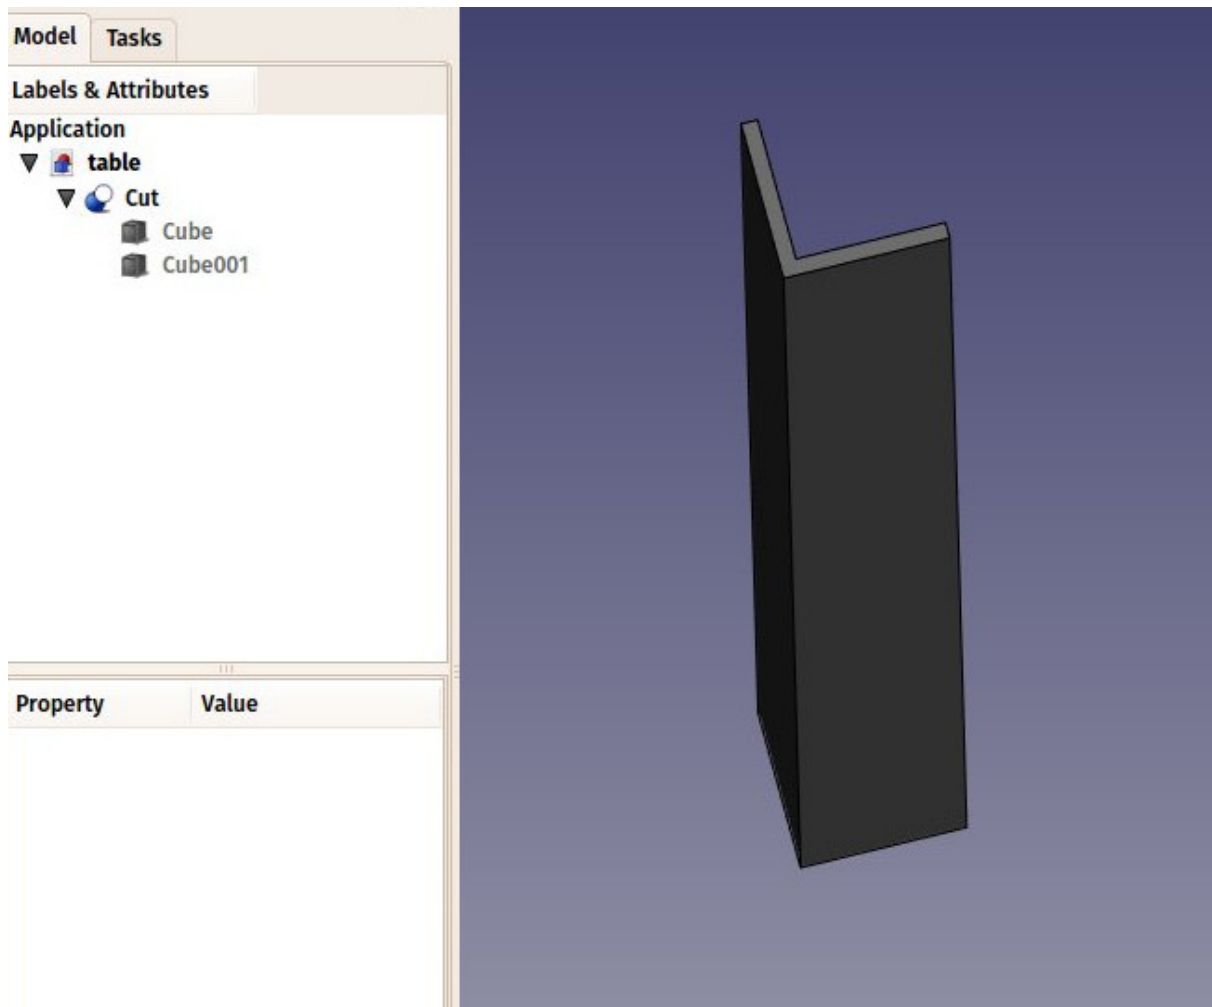 Model Tasks
Labels & Attributes
Application
table
Cut
Cube
Cube001
Property Value